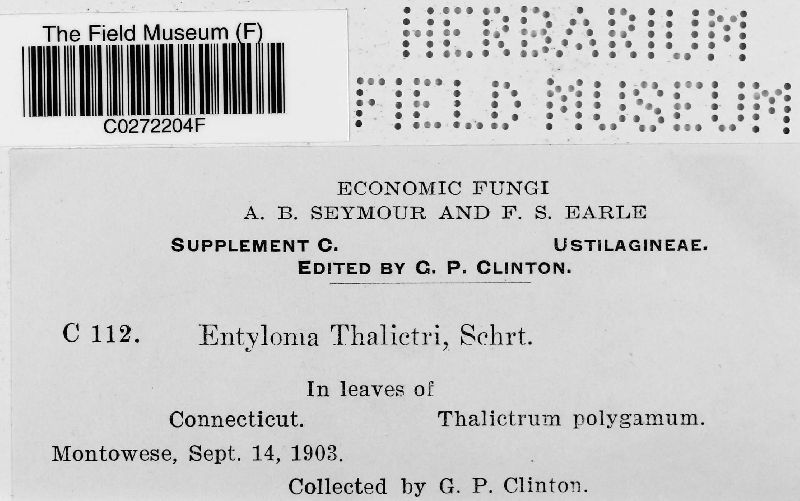 The Field Museum (F)
C0272204F
HERBARIUM
FIELD MUSEUM
ECONOMIC FUNGI
A. B. SEYMOUR AND F. S. EARLE
SUPPLEMENT C. USTILAGINEAE.
EDITED BY G. P. CLINTON.
C 112. Entyloma Thalictri, Schrt.
In leaves of
Connecticut. Thalictrum polygamum.
Montowese, Sept. 14, 1903.
Collected by G. P. Clinton.